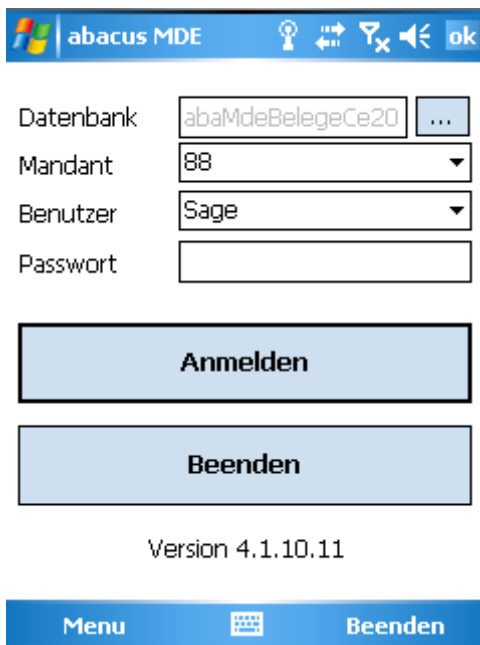 abacus MDE ok
Datenbank abaMdeBelegeCe20 ...
Mandant 88
Benutzer Sage
Passwort
Anmelden
Beenden
Version 4.1.10.11
Menu Beenden